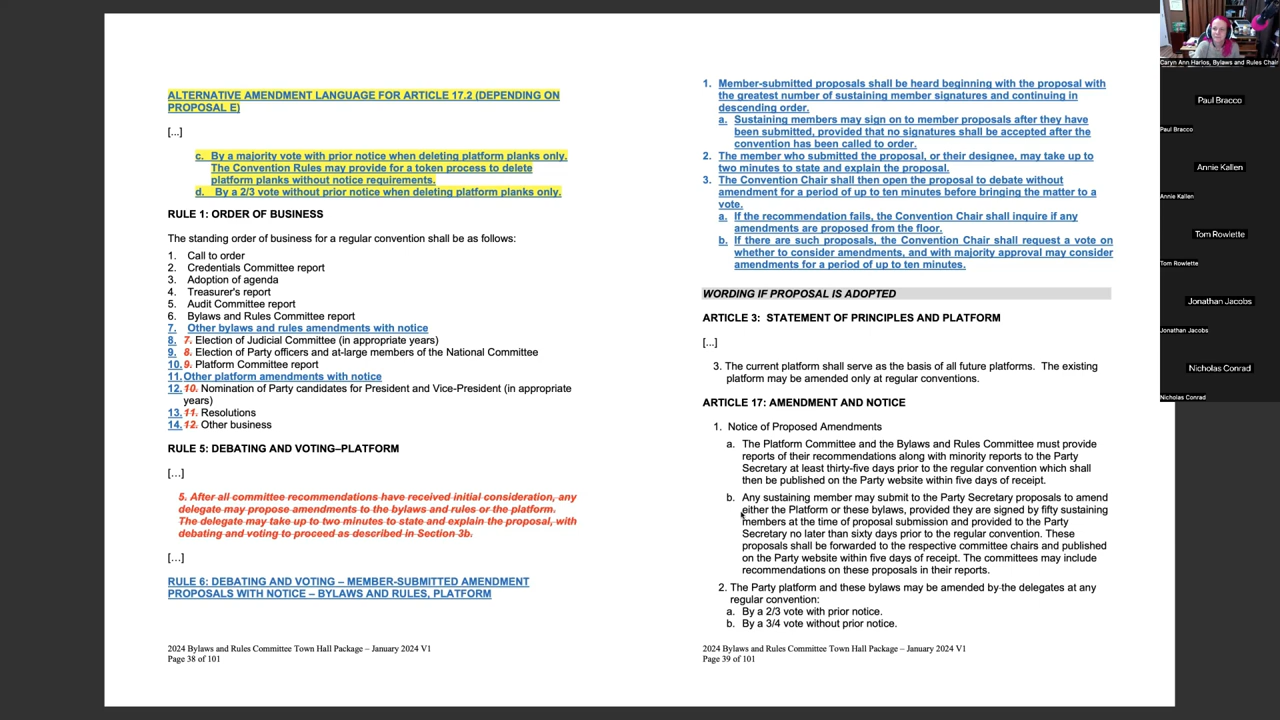 ALTERNATIVE AMENDMENT LANGUAGE FOR ARTICLE 17.2 (DEPENDING ON
PROPOSAL E)
[...]
c. By a majority vote with prior notice when deleting platform planks only.
The Convention Rules may provide for a token process to delete
platform planks without notice requirements.
d. By a 2/3 vote without prior notice when deleting platform planks only.
RULE 1: ORDER OF BUSINESS
The standing order of business for a regular convention shall be as follows:
1. Call to order
2. Credentials Committee report
3. Adoption of agenda
4. Treasurer's report
5. Audit Committee report
6. Bylaws and Rules Committee report
7. Other bylaws and rules amendments with notice
8. 7. Election of Judicial Committee (in appropriate years)
9. 8. Election of Party officers and at-large members of the National Committee
10. 9. Platform Committee report
11. Other platform amendments with notice
12. 10. Nomination of Party candidates for President and Vice-President (in appropriate
years)
13. 11. Resolutions
14. 12. Other business
RULE 5: DEBATING AND VOTING–PLATFORM
[…]
5. After all committee recommendations have received initial consideration, any
delegate may propose amendments to the bylaws and rules or the platform.
The delegate may take up to two minutes to state and explain the proposal, with
debating and voting to proceed as described in Section 3b.
[…]
RULE 6: DEBATING AND VOTING – MEMBER-SUBMITTED AMENDMENT
PROPOSALS WITH NOTICE – BYLAWS AND RULES, PLATFORM
2024 Bylaws and Rules Committee Town Hall Package – January 2024 V1
Page 38 of 101
1. Member-submitted proposals shall be heard beginning with the proposal with
the greatest number of sustaining member signatures and continuing in
descending order.
a. Sustaining members may sign on to member proposals after they have
been submitted, provided that no signatures shall be accepted after the
convention has been called to order.
2. The member who submitted the proposal, or their designee, may take up to
two minutes to state and explain the proposal.
3. The Convention Chair shall then open the proposal to debate without
amendment for a period of up to ten minutes before bringing the matter to a
vote.
a. If the recommendation fails, the Convention Chair shall inquire if any
amendments are proposed from the floor.
b. If there are such proposals, the Convention Chair shall request a vote on
whether to consider amendments, and with majority approval may consider
amendments for a period of up to ten minutes.
WORDING IF PROPOSAL IS ADOPTED
ARTICLE 3: STATEMENT OF PRINCIPLES AND PLATFORM
[...]
3. The current platform shall serve as the basis of all future platforms. The existing
platform may be amended only at regular conventions.
ARTICLE 17: AMENDMENT AND NOTICE
1. Notice of Proposed Amendments
a. The Platform Committee and the Bylaws and Rules Committee must provide
reports of their recommendations along with minority reports to the Party
Secretary at least thirty-five days prior to the regular convention which shall
then be published on the Party website within five days of receipt.
b. Any sustaining member may submit to the Party Secretary proposals to amend
either the Platform or these bylaws, provided they are signed by fifty sustaining
members at the time of proposal submission and provided to the Party
Secretary no later than sixty days prior to the regular convention. These
proposals shall be forwarded to the respective committee chairs and published
on the Party website within five days of receipt. The committees may include
recommendations on these proposals in their reports.
2. The Party platform and these bylaws may be amended by the delegates at any
regular convention:
a. By a 2/3 vote with prior notice.
b. By a 3/4 vote without prior notice.
2024 Bylaws and Rules Committee Town Hall Package – January 2024 V1
Page 39 of 101
Caryn Ann Harlos, Bylaws and Rules Chair
Paul Bracco
Paul Bracco
Annie Kallen
Annie Kallen
Tom Rowlette
Tom Rowlette
Jonathan Jacobs
Jonathan Jacobs
Nicholas Conrad
Nicholas Conrad